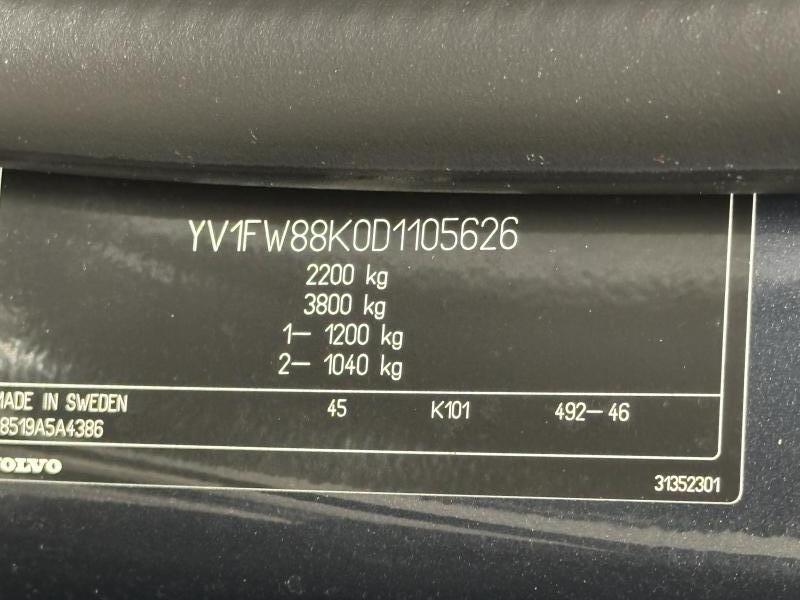 YV1FW88K0D1105626
2200 kg
3800 kg
1– 1200 kg
2– 1040 kg
MADE IN SWEDEN 45 K101 492–46
8519A5A4386
VOLVO
31352301